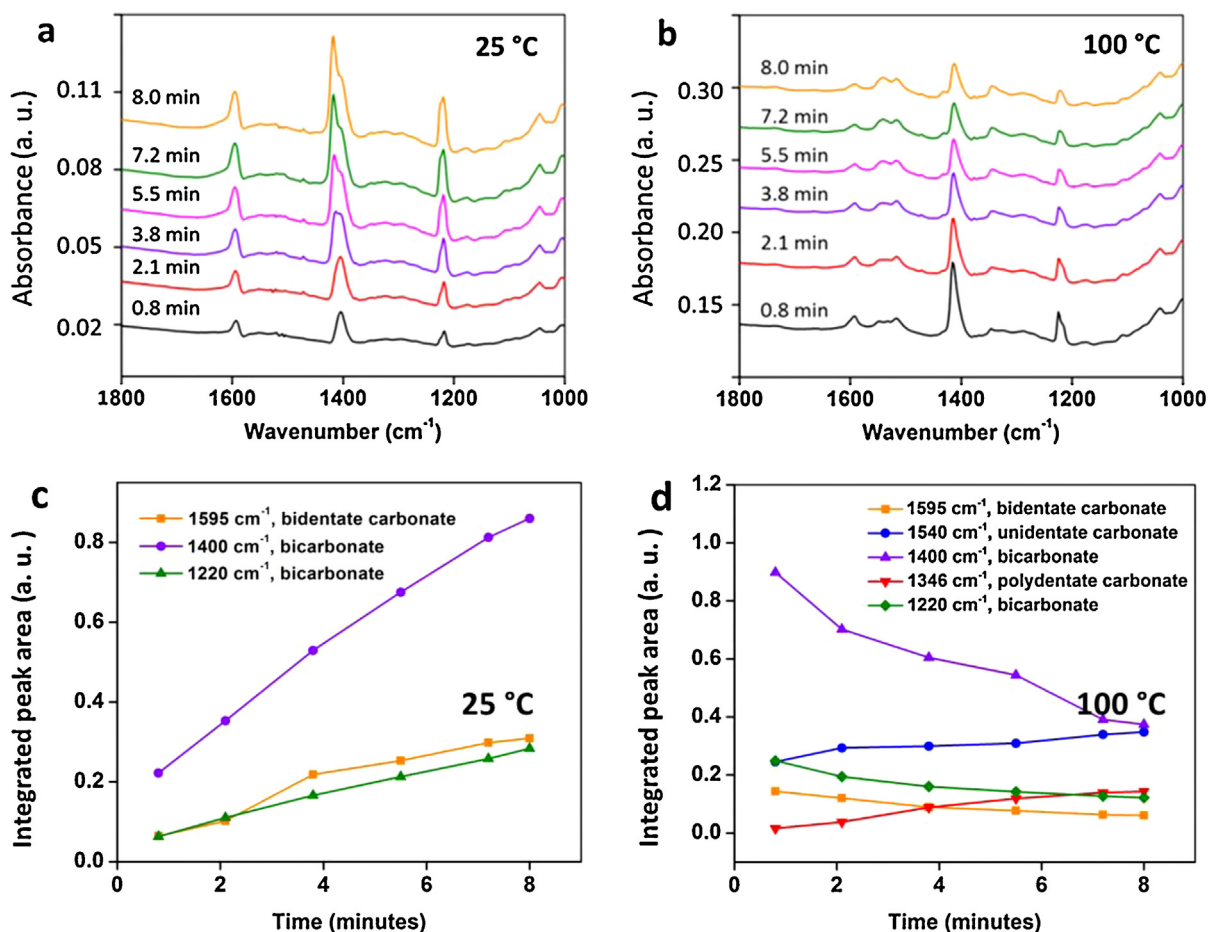 a
25 °C
Absorbance (a. u.)
0.11
0.08
0.05
0.02
8.0 min
7.2 min
5.5 min
3.8 min
2.1 min
0.8 min
1800 1600 1400 1200 1000
Wavenumber (cm⁻¹)
b
100 °C
Absorbance (a. u.)
0.30
0.25
0.20
0.15
8.0 min
7.2 min
5.5 min
3.8 min
2.1 min
0.8 min
1800 1600 1400 1200 1000
Wavenumber (cm⁻¹)
c
1595 cm⁻¹, bidentate carbonate
1400 cm⁻¹, bicarbonate
1220 cm⁻¹, bicarbonate
25 °C
Integrated peak area (a. u. )
0.8
0.6
0.4
0.2
0.0
0 2 4 6 8
Time (minutes)
d
1595 cm⁻¹, bidentate carbonate
1540 cm⁻¹, unidentate carbonate
1400 cm⁻¹, bicarbonate
1346 cm⁻¹, polydentate carbonate
1220 cm⁻¹, bicarbonate
100 °C
Integrated peak area (a. u.)
1.2
1.0
0.8
0.6
0.4
0.2
0.0
0 2 4 6 8
Time (minutes)